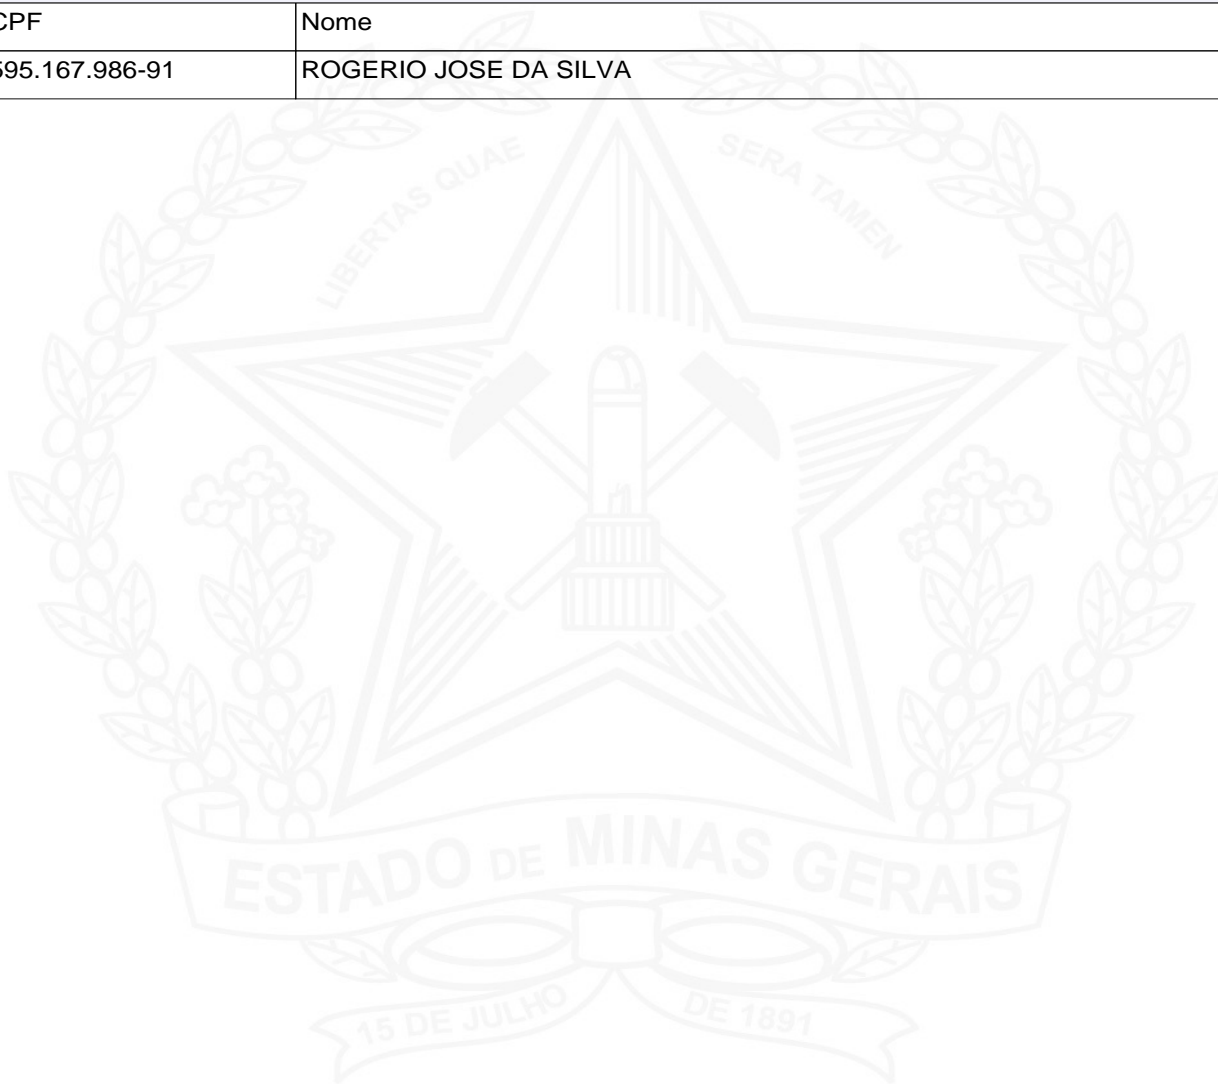 CPF Nome
595.167.986-91 ROGERIO JOSE DA SILVA
LIBERTAS QUAE SERA TAMEN
ESTADO DE MINAS GERAIS
15 DE JULHO DE 1891